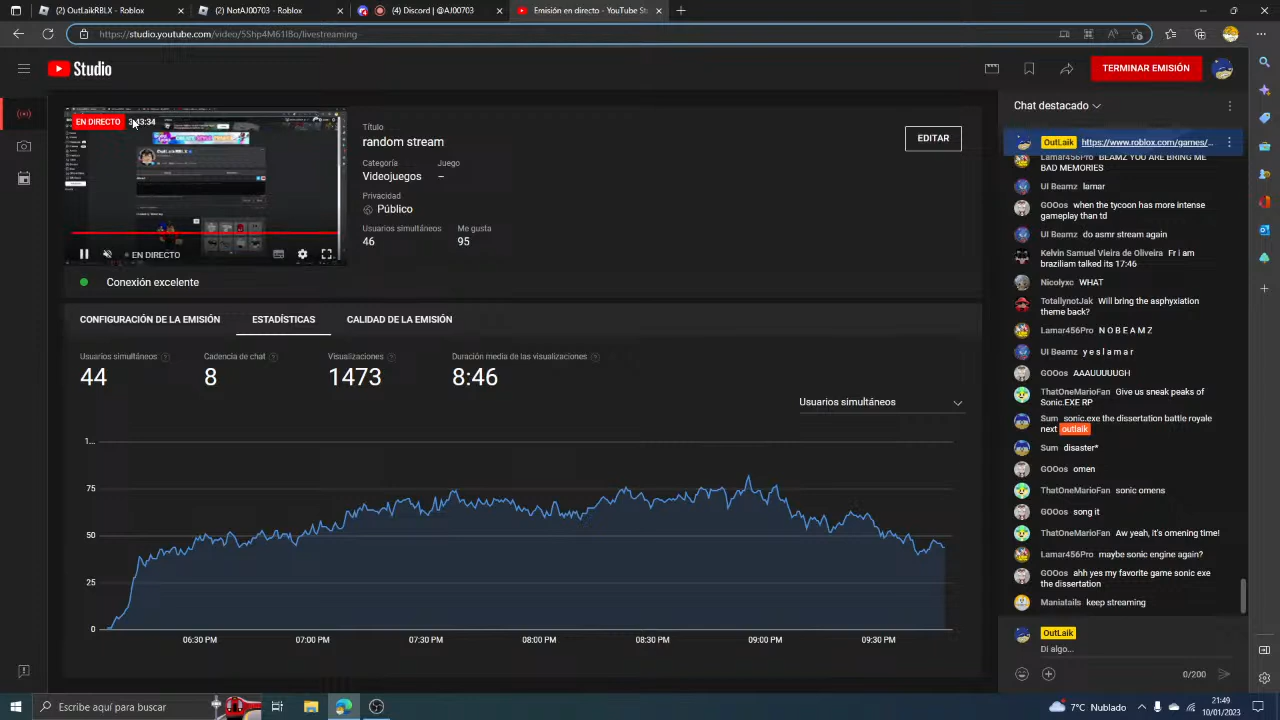 (2) OutLaikRBLX - Roblox
NotAJ00703 - Roblox
(4) Discord | @AJ00703
Emisión en directo - YouTube St
https://studio.youtube.com/video/5Shp4M61I8o/livestreaming
Studio
TERMINAR EMISIÓN
EN DIRECTO
3:43:34
EN DIRECTO
Título
random stream
Categoría
Juego
Videojuegos
–
Privacidad
Público
Usuarios simultáneos
Me gusta
46
95
EDITAR
Conexión excelente
CONFIGURACIÓN DE LA EMISIÓN
ESTADÍSTICAS
CALIDAD DE LA EMISIÓN
Usuarios simultáneos
Cadencia de chat
Visualizaciones
Duración media de las visualizaciones
44
8
1473
8:46
Usuarios simultáneos
1...
75
50
25
0
06:30 PM
07:00 PM
07:30 PM
08:00 PM
08:30 PM
09:00 PM
09:30 PM
Chat destacado
OutLaik https://www.roblox.com/games/...
Lamar456Pro BEAMZ YOU ARE BRING ME
BAD MEMORIES
UI Beamz lamar
GOOos when the tycoon has more intense
gameplay than td
UI Beamz do asmr stream again
Kelvin Samuel Vieira de Oliveira Fr i am
braziliam talked its 17:46
Nicolyxc WHAT
TotallynotJak Will bring the asphyxiation
theme back?
Lamar456Pro N O B E A M Z
UI Beamz y e s l a m a r
GOOos AAAUUUUUGH
ThatOneMarioFan Give us sneak peaks of
Sonic.EXE RP
Sum sonic.exe the dissertation battle royale
next outlaik
Sum disaster*
GOOos omen
ThatOneMarioFan sonic omens
GOOos song it
ThatOneMarioFan Aw yeah, it's omening time!
Lamar456Pro maybe sonic engine again?
GOOos ahh yes my favorite game sonic exe
the dissertation
Maniatails keep streaming
OutLaik
Di algo...
0/200
Escribe aquí para buscar
7°C Nublado
21:49
10/01/2023